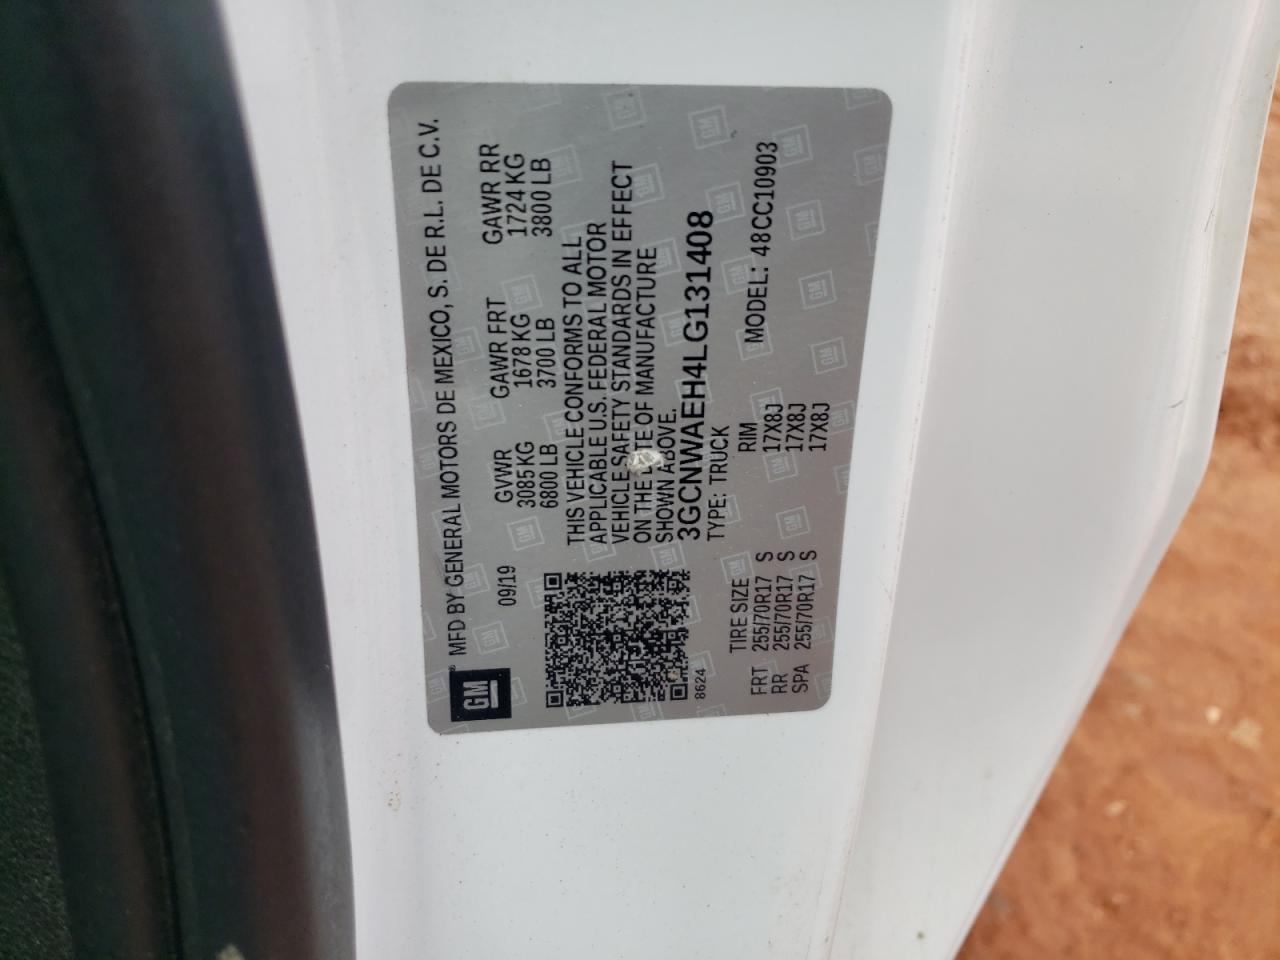 GM
MFD BY GENERAL MOTORS DE MEXICO, S. DE R.L. DE C.V.
09/19 GVWR GAWR FRT GAWR RR
3085 KG 1678 KG 1724 KG
6800 LB 3700 LB 3800 LB
THIS VEHICLE CONFORMS TO ALL
APPLICABLE U.S. FEDERAL MOTOR
VEHICLE SAFETY STANDARDS IN EFFECT
ON THE DATE OF MANUFACTURE
SHOWN ABOVE.
3GCNWAEH4LG131408
8624 TYPE: TRUCK MODEL: 48CC10903
TIRE SIZE RIM
FRT 255/70R17 S 17X8J
RR 255/70R17 S 17X8J
SPA 255/70R17 S 17X8J